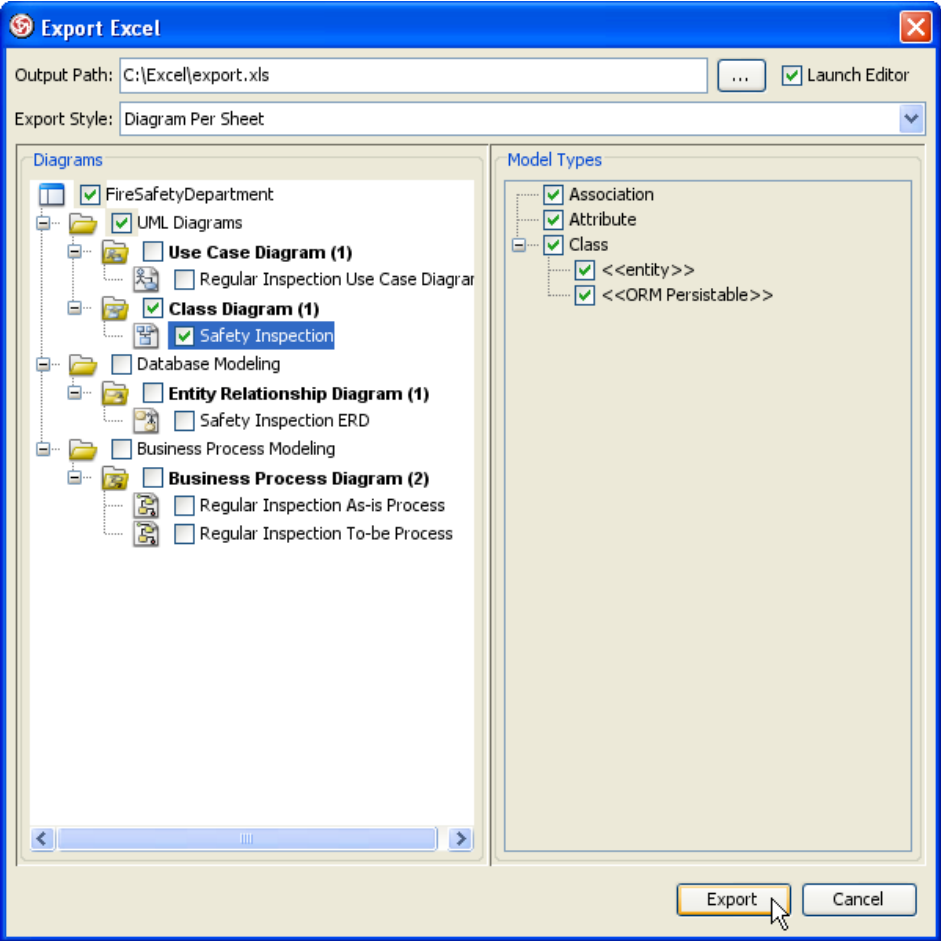 Export Excel
Output Path: C:\Excel\export.xls ... Launch Editor
Export Style: Diagram Per Sheet
Diagrams
FireSafetyDepartment
UML Diagrams
Use Case Diagram (1)
Regular Inspection Use Case Diagrar
Class Diagram (1)
Safety Inspection
Database Modeling
Entity Relationship Diagram (1)
Safety Inspection ERD
Business Process Modeling
Business Process Diagram (2)
Regular Inspection As-is Process
Regular Inspection To-be Process
Model Types
Association
Attribute
Class
<<entity>>
<<ORM Persistable>>
Export Cancel